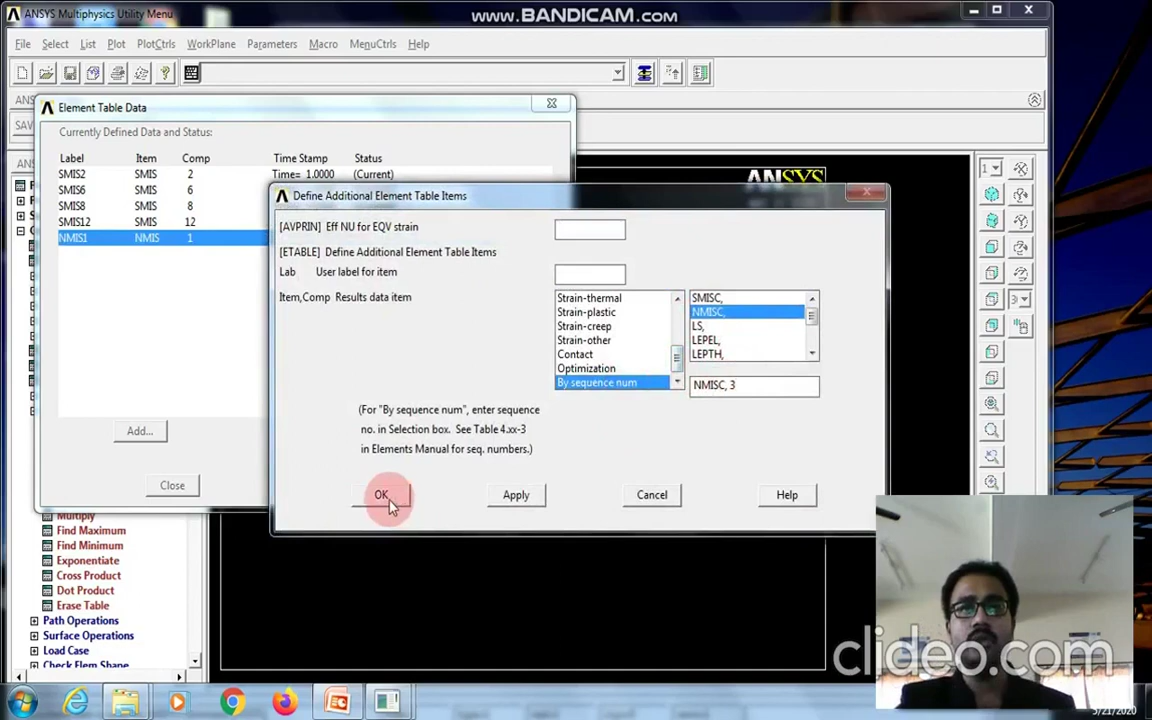 ANSYS Multiphysics Utility Menu
www.BANDICAM.com
File Select List Plot PlotCtrls WorkPlane Parameters Macro MenuCtrls Help
Element Table Data
Currently Defined Data and Status:
Label Item Comp Time Stamp Status
SMIS2 SMIS 2 Time= 1.0000 (Current)
SMIS6 SMIS 6
SMIS8 SMIS 8
SMIS12 SMIS 12
NMIS1 NMIS 1
Add...
Close
ANSYS
Define Additional Element Table Items
[AVPRIN] Eff NU for EQV strain
[ETABLE] Define Additional Element Table Items
Lab User label for item
Item,Comp Results data item
Strain-thermal
Strain-plastic
Strain-creep
Strain-other
Contact
Optimization
By sequence num
SMISC,
NMISC,
LS,
LEPEL,
LEPTH,
NMISC, 3
(For "By sequence num", enter sequence
no. in Selection box. See Table 4.xx-3
in Elements Manual for seq. numbers.)
OK Apply Cancel Help
1
3
Multiply
Find Maximum
Find Minimum
Exponentiate
Cross Product
Dot Product
Erase Table
Path Operations
Surface Operations
Load Case
Check Elem Shape
clideo.com
3/21/2020